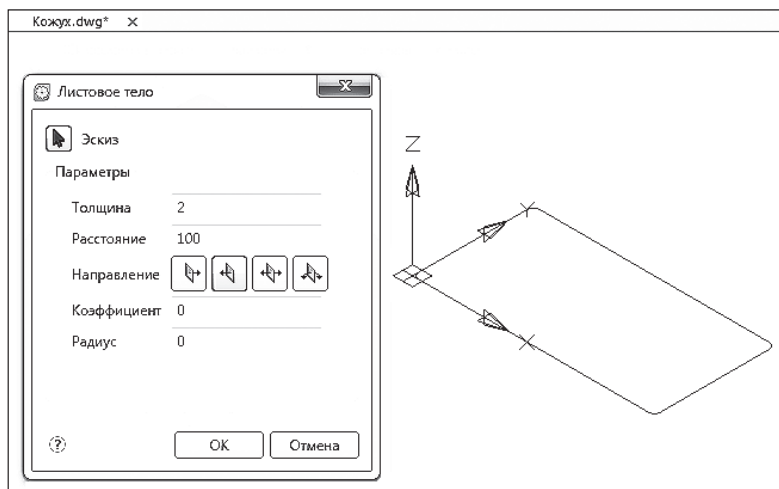 Кожух.dwg*
Листовое тело
Эскиз
Параметры
Толщина 2
Расстояние 100
Направление
Коэффициент 0
Радиус 0
? OK Отмена
Z
Y
X